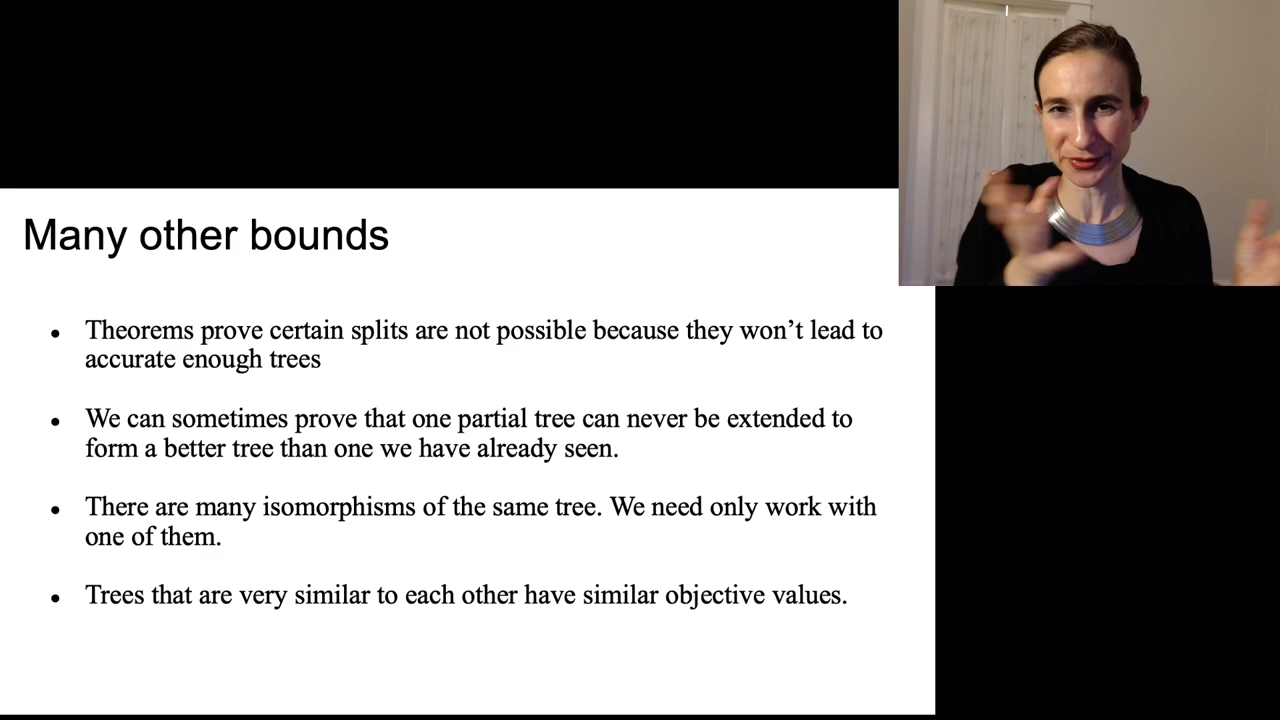 Many other bounds
• Theorems prove certain splits are not possible because they won’t lead to
accurate enough trees
• We can sometimes prove that one partial tree can never be extended to
form a better tree than one we have already seen.
• There are many isomorphisms of the same tree. We need only work with
one of them.
• Trees that are very similar to each other have similar objective values.